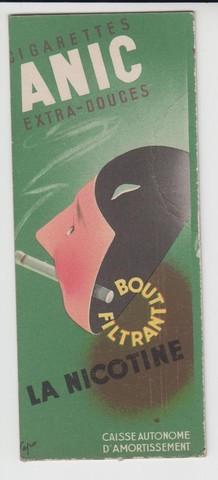 CIGARETTES
ANIC
EXTRA-DOUCES
BOUT
FILTRANT
LA NICOTINE
CAISSE AUTONOME
D'AMORTISSEMENT